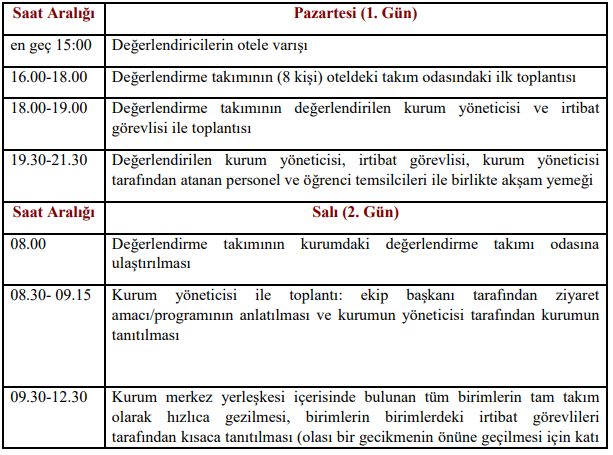 Saat Aralığı Pazartesi (1. Gün)
en geç 15:00 Değerlendiricilerin otele varışı
16.00-18.00 Değerlendirme takımının (8 kişi) oteldeki takım odasındaki ilk toplantısı
18.00-19.00 Değerlendirme takımının değerlendirilen kurum yöneticisi ve irtibat
görevlisi ile toplantısı
19.30-21.30 Değerlendirilen kurum yöneticisi, irtibat görevlisi, kurum yöneticisi
tarafından atanan personel ve öğrenci temsilcileri ile birlikte akşam yemeği
Saat Aralığı Salı (2. Gün)
08.00 Değerlendirme takımının kurumdaki değerlendirme takımı odasına
ulaştırılması
08.30- 09.15 Kurum yöneticisi ile toplantı: ekip başkanı tarafından ziyaret
amacı/programının anlatılması ve kurumun yöneticisi tarafından kurumun
tanıtılması
09.30-12.30 Kurum merkez yerleşkesi içerisinde bulunan tüm birimlerin tam takım
olarak hızlıca gezilmesi, birimlerin birimlerdeki irtibat görevlileri
tarafından kısaca tanıtılması (olası bir gecikmenin önüne geçilmesi için katı